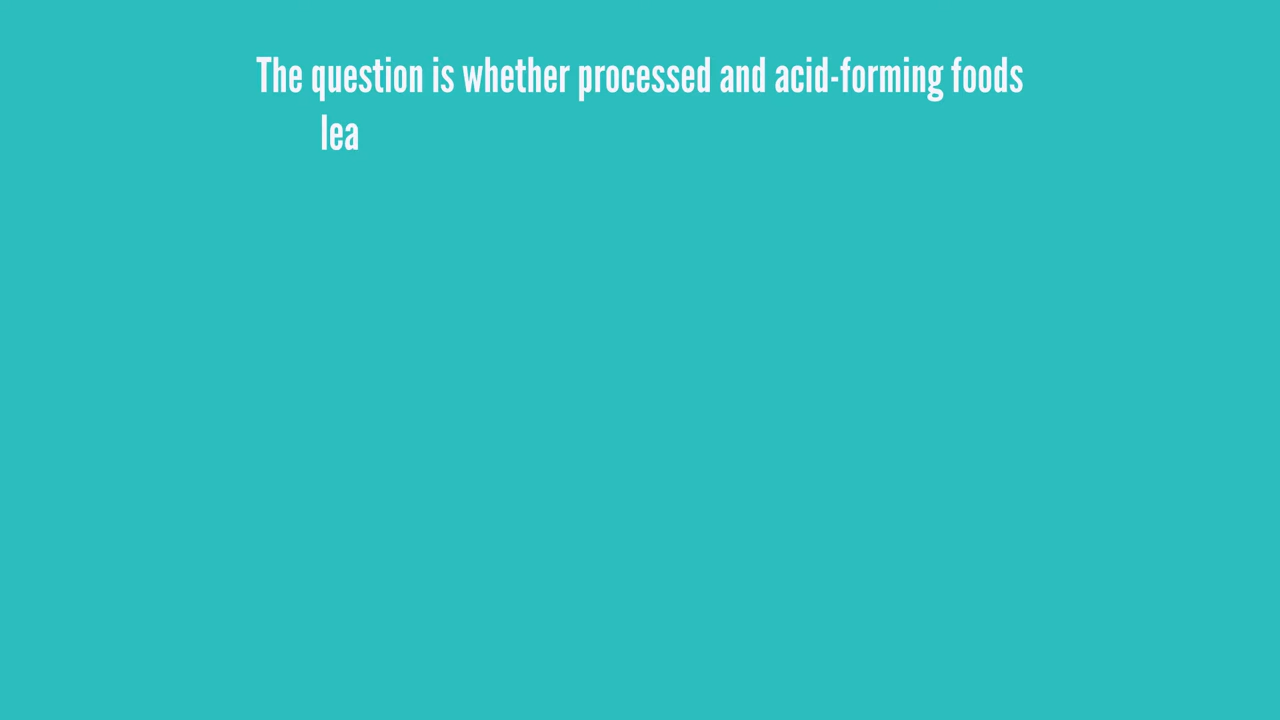 The question is whether processed and acid-forming foods
lea